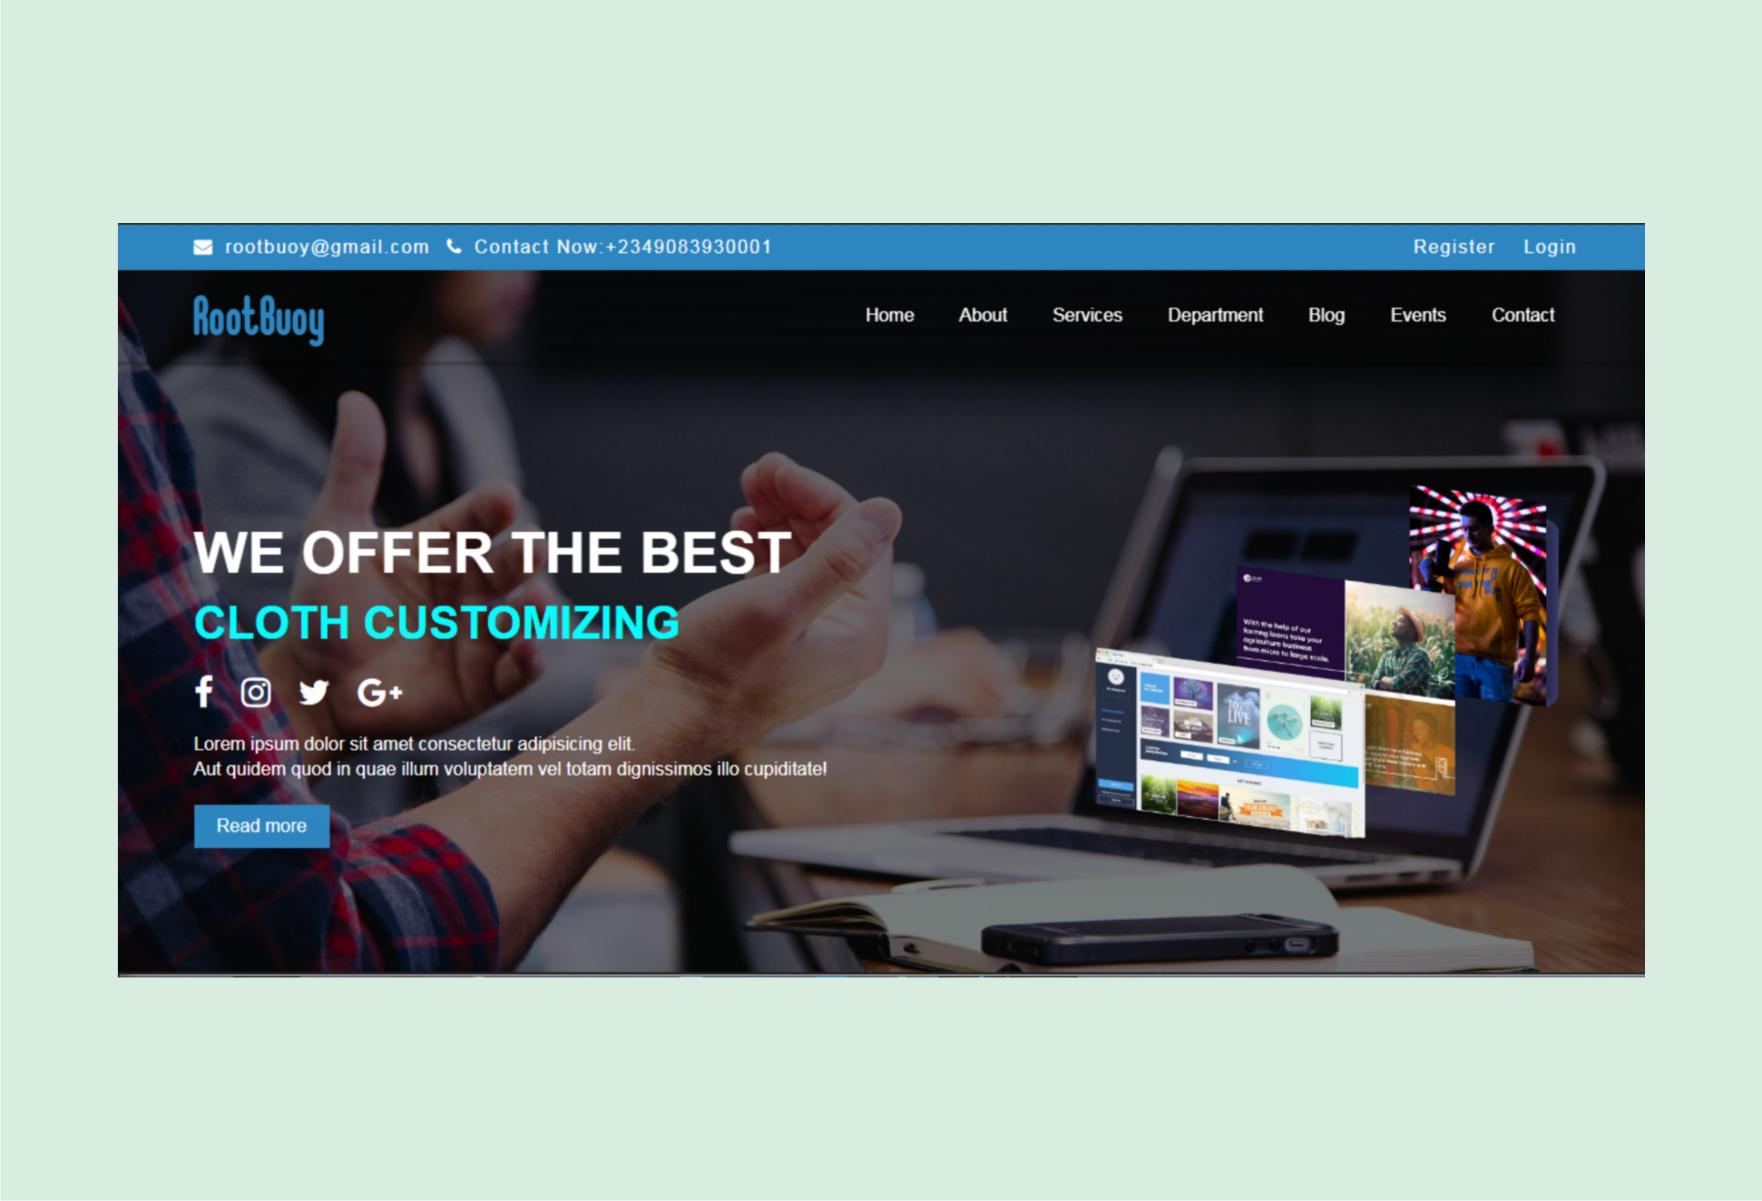 rootbuoy@gmail.com Contact Now:+2349083930001 Register Login
RootBuoy
Home About Services Department Blog Events Contact
WE OFFER THE BEST
CLOTH CUSTOMIZING
Lorem ipsum dolor sit amet consectetur adipisicing elit.
Aut quidem quod in quae illum voluptatem vel totam dignissimos illo cupiditate!
Read more
With the help of our
farming loans take your
agriculture business
from micro to large scale.
TO
LIVE